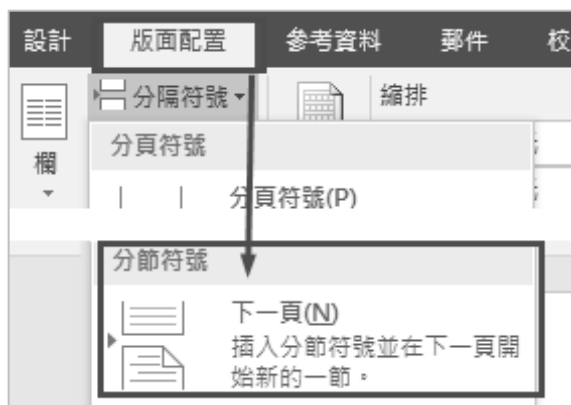 設計 版面配置 參考資料 郵件 校
分隔符號 縮排
欄
分頁符號
分頁符號(P)
分節符號
下一頁(N)
插入分節符號並在下一頁開
始新的一節。